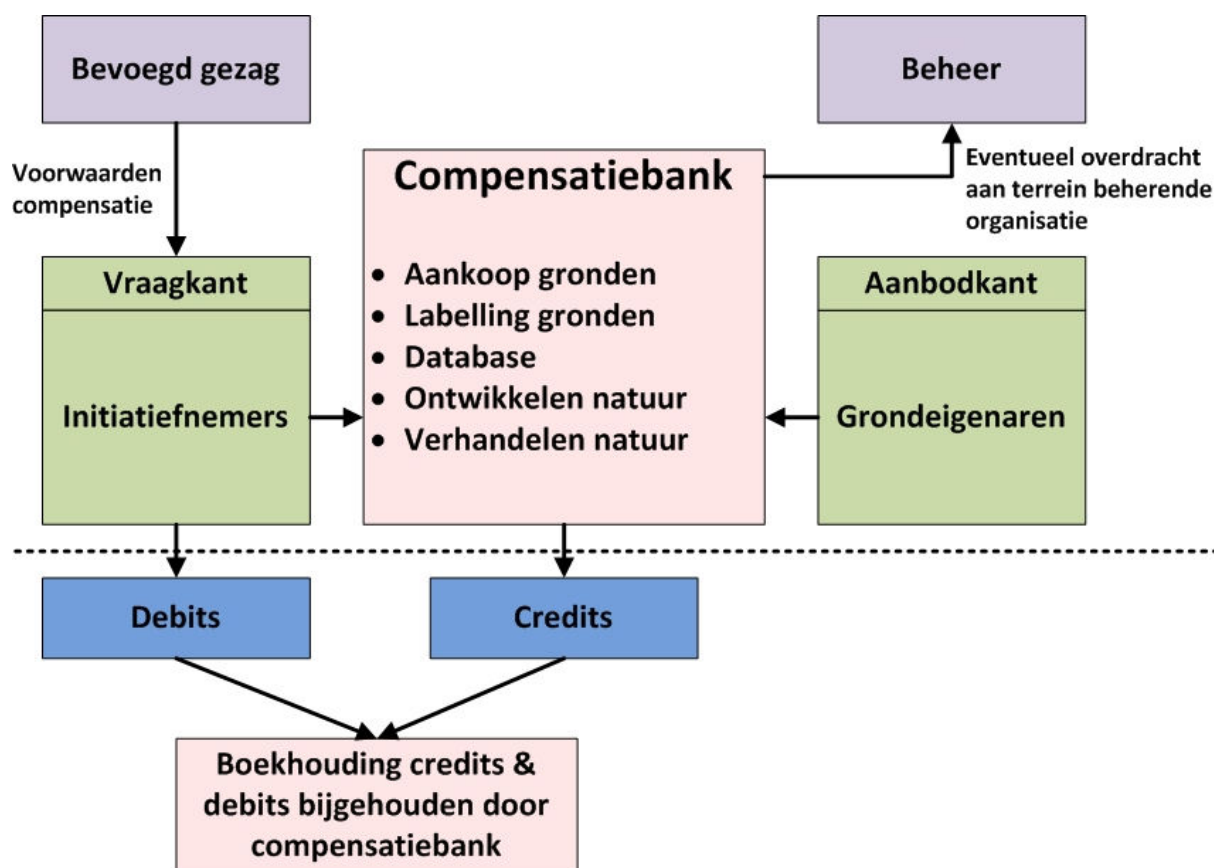 Bevoegd gezag
Beheer
Voorwaarden
compensatie
Compensatiebank
Eventueel overdracht
aan terrein beherende
organisatie
Vraagkant
Initiatiefnemers
• Aankoop gronden
• Labelling gronden
• Database
• Ontwikkelen natuur
• Verhandelen natuur
Aanbodkant
Grondeigenaren
Debits
Credits
Boekhouding credits &
debits bijgehouden door
compensatiebank